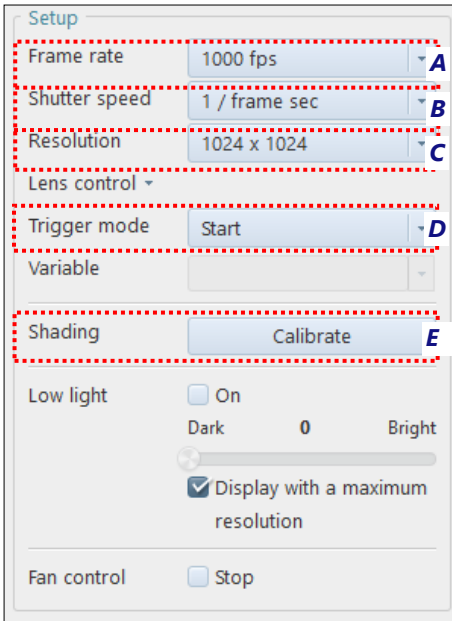 Setup
Frame rate 1000 fps A
Shutter speed 1 / frame sec B
Resolution 1024 x 1024 C
Lens control
Trigger mode Start D
Variable
Shading Calibrate E
Low light On
Dark 0 Bright
Display with a maximum
resolution
Fan control Stop